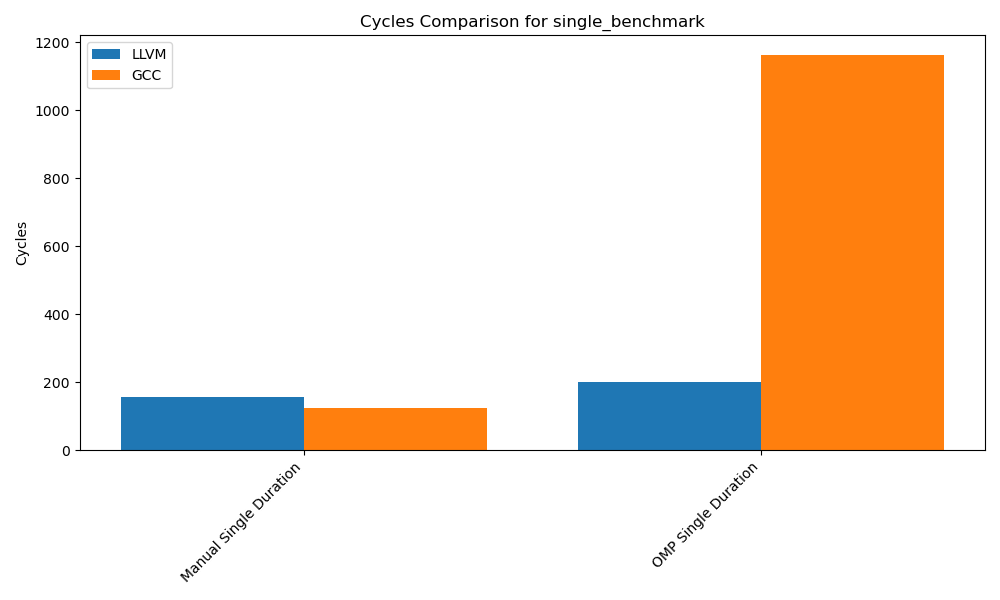 Cycles Comparison for single_benchmark
LLVM
GCC
Cycles
1200
1000
800
600
400
200
0
Manual Single Duration
OMP Single Duration